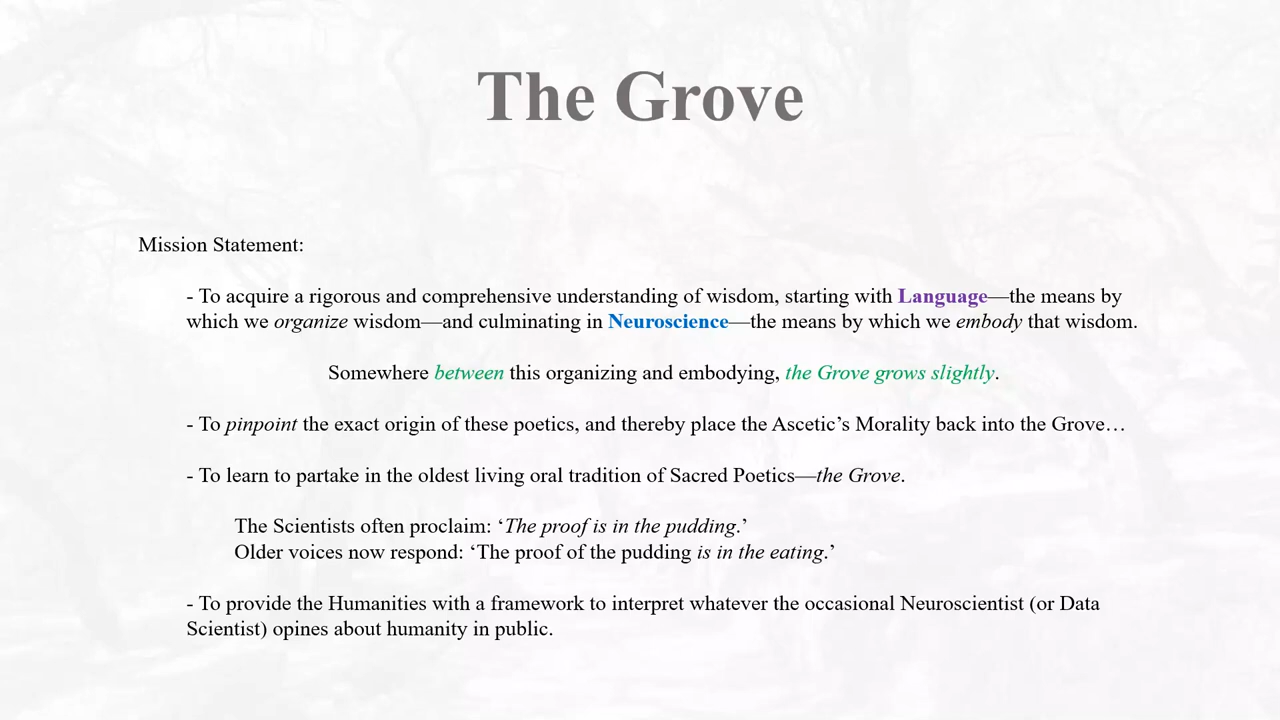 The Grove
Mission Statement:
- To acquire a rigorous and comprehensive understanding of wisdom, starting with Language—the means by
which we organize wisdom—and culminating in Neuroscience—the means by which we embody that wisdom.
Somewhere between this organizing and embodying, the Grove grows slightly.
- To pinpoint the exact origin of these poetics, and thereby place the Ascetic’s Morality back into the Grove…
- To learn to partake in the oldest living oral tradition of Sacred Poetics—the Grove.
The Scientists often proclaim: ‘The proof is in the pudding.’
Older voices now respond: ‘The proof of the pudding is in the eating.’
- To provide the Humanities with a framework to interpret whatever the occasional Neuroscientist (or Data
Scientist) opines about humanity in public.